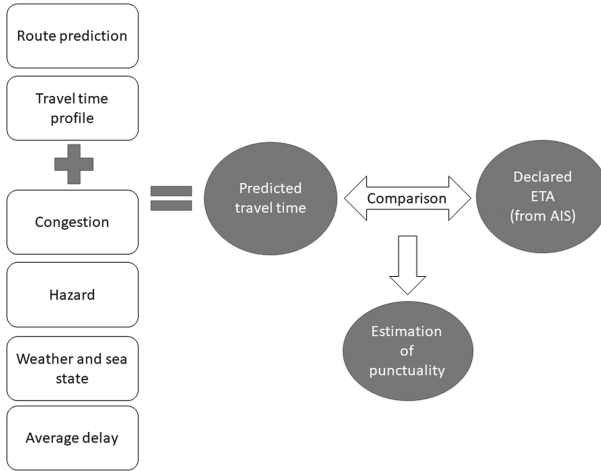 Route prediction
Travel time
profile
Congestion
Hazard
Weather and sea
state
Average delay
Predicted
travel time
Comparison
Declared
ETA
(from AIS)
Estimation
of
punctuality